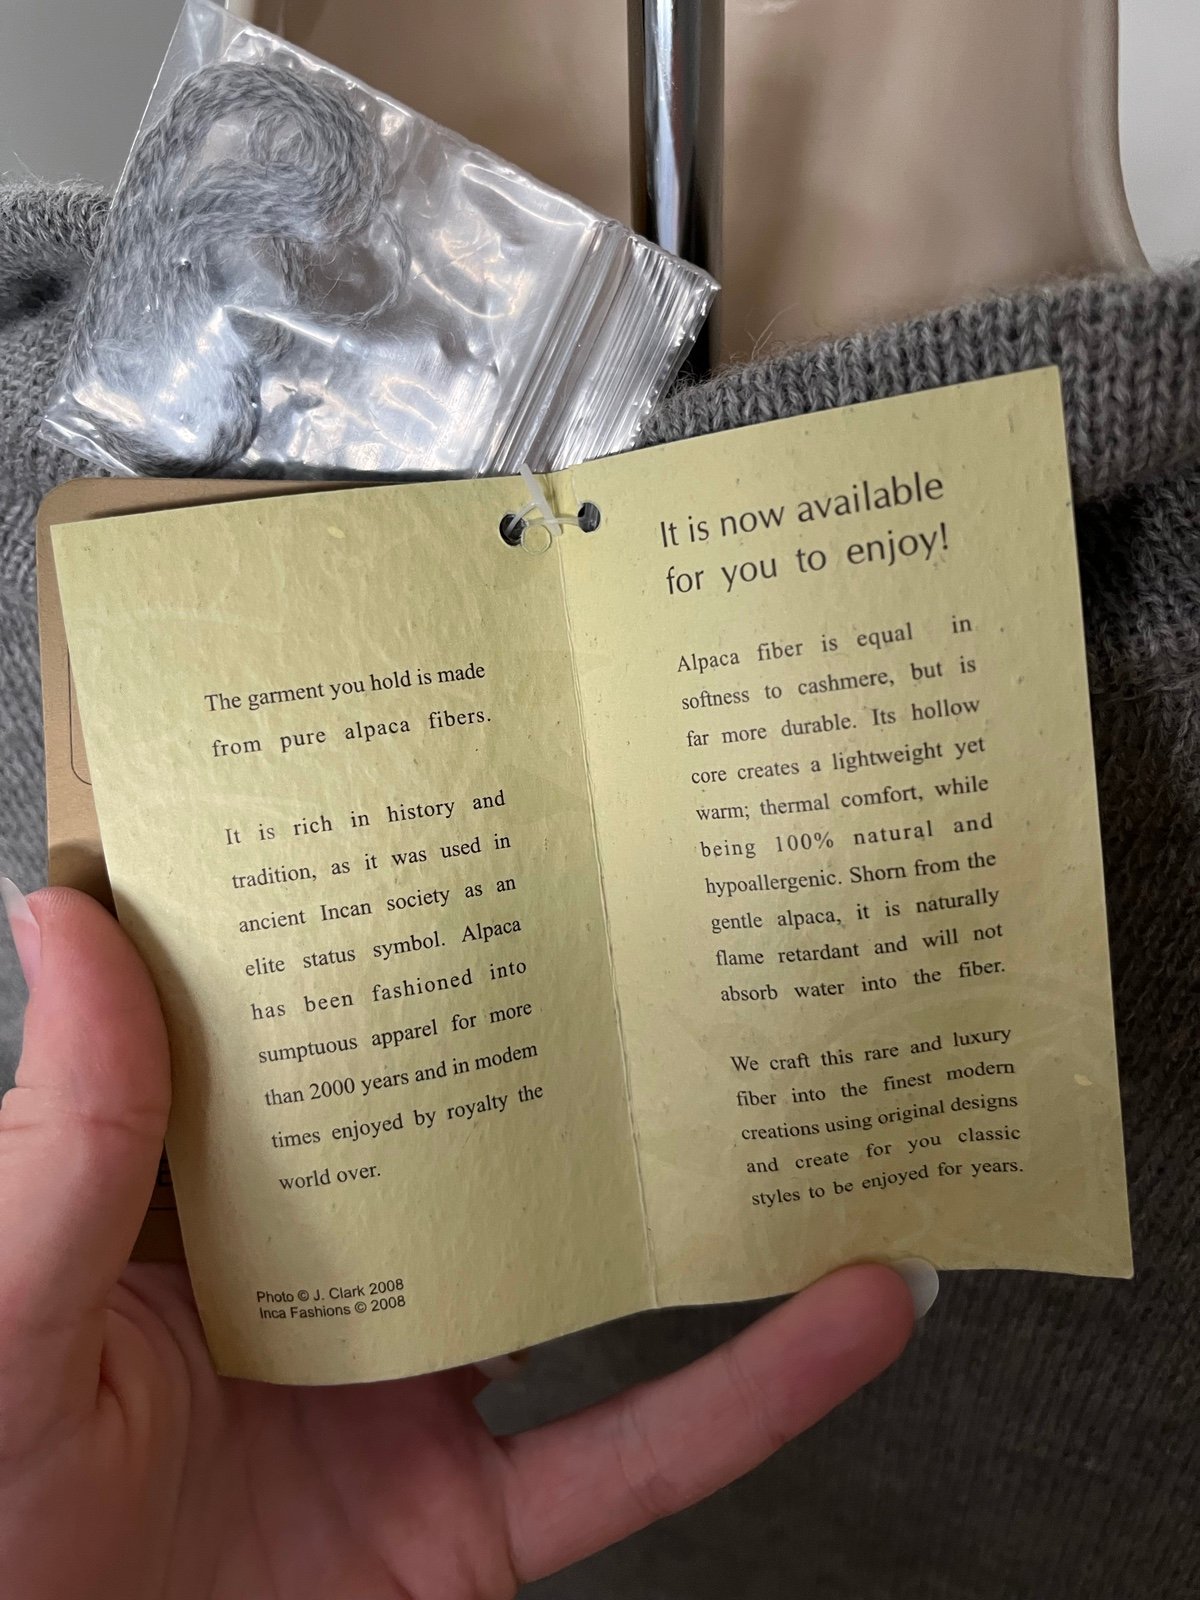 The garment you hold is made
from pure alpaca fibers.
It is rich in history and
tradition, as it was used in
ancient Incan society as an
elite status symbol. Alpaca
has been fashioned into
sumptuous apparel for more
than 2000 years and in modern
times enjoyed by royalty the
world over.
Photo © J. Clark 2008
Inca Fashions © 2008
It is now available
for you to enjoy!
Alpaca fiber is equal in
softness to cashmere, but is
far more durable. Its hollow
core creates a lightweight yet
warm; thermal comfort, while
being 100% natural and
hypoallergenic. Shorn from the
gentle alpaca, it is naturally
flame retardant and will not
absorb water into the fiber.
We craft this rare and luxury
fiber into the finest modern
creations using original designs
and create for you classic
styles to be enjoyed for years.